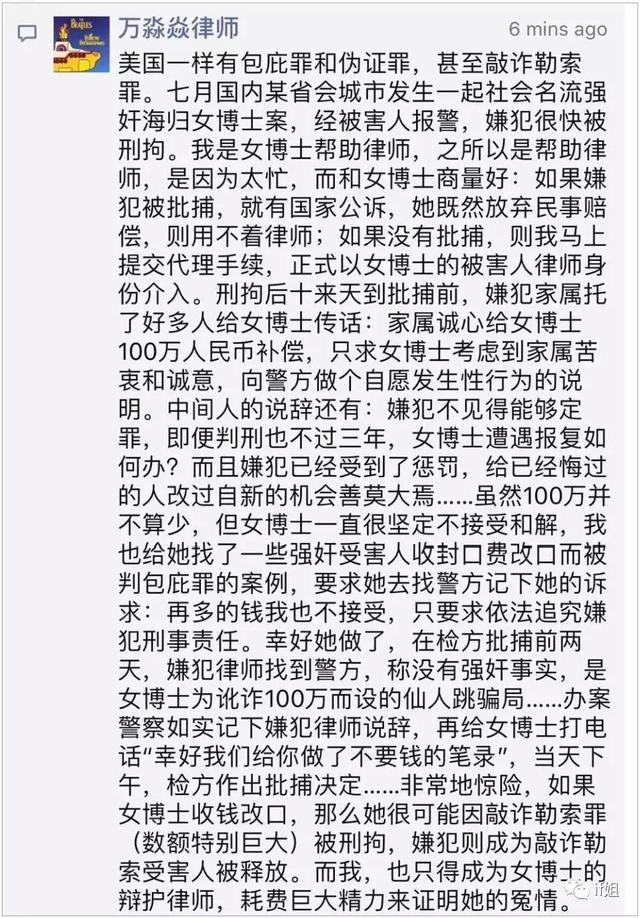 THE BEATLES
YELLOW SUBMARINE
万淼焱律师
6 mins ago
美国一样有包庇罪和伪证罪，甚至敲诈勒索
罪。七月国内某省会城市发生一起社会名流强
奸海归女博士案，经被害人报警，嫌犯很快被
刑拘。我是女博士帮助律师，之所以是帮助律
师，是因为太忙，而和女博士商量好：如果嫌
犯被批捕，就有国家公诉，她既然放弃民事赔
偿，则用不着律师；如果没有批捕，则我马上
提交代理手续，正式以女博士的被害人律师身
份介入。刑拘后十来天到批捕前，嫌犯家属托
了好多人给女博士传话：家属诚心给女博士
100万人民币补偿，只求女博士考虑到家属苦
衷和诚意，向警方做个自愿发生性行为的说
明。中间人的说辞还有：嫌犯不见得能够定
罪，即便判刑也不过三年，女博士遭遇报复如
何办？而且嫌犯已经受到了惩罚，给已经悔过
的人改过自新的机会善莫大焉……虽然100万并
不算少，但女博士一直很坚定不接受和解，我
也给她找了一些强奸受害人收封口费改口而被
判包庇罪的案例，要求她去找警方记下她的诉
求：再多的钱我也不接受，只要求依法追究嫌
犯刑事责任。幸好她做了，在检方批捕前两
天，嫌犯律师找到警方，称没有强奸事实，是
女博士为讹诈100万而设的仙人跳骗局……办案
警察如实记下嫌犯律师说辞，再给女博士打电
话“幸好我们给你做了不要钱的笔录”，当天下
午，检方作出批捕决定……非常地惊险，如果
女博士收钱改口，那么她很可能因敲诈勒索罪
（数额特别巨大）被刑拘，嫌犯则成为敲诈勒
索受害人被释放。而我，也只得成为女博士的
辩护律师，耗费巨大精力来证明她的冤情。
if姐